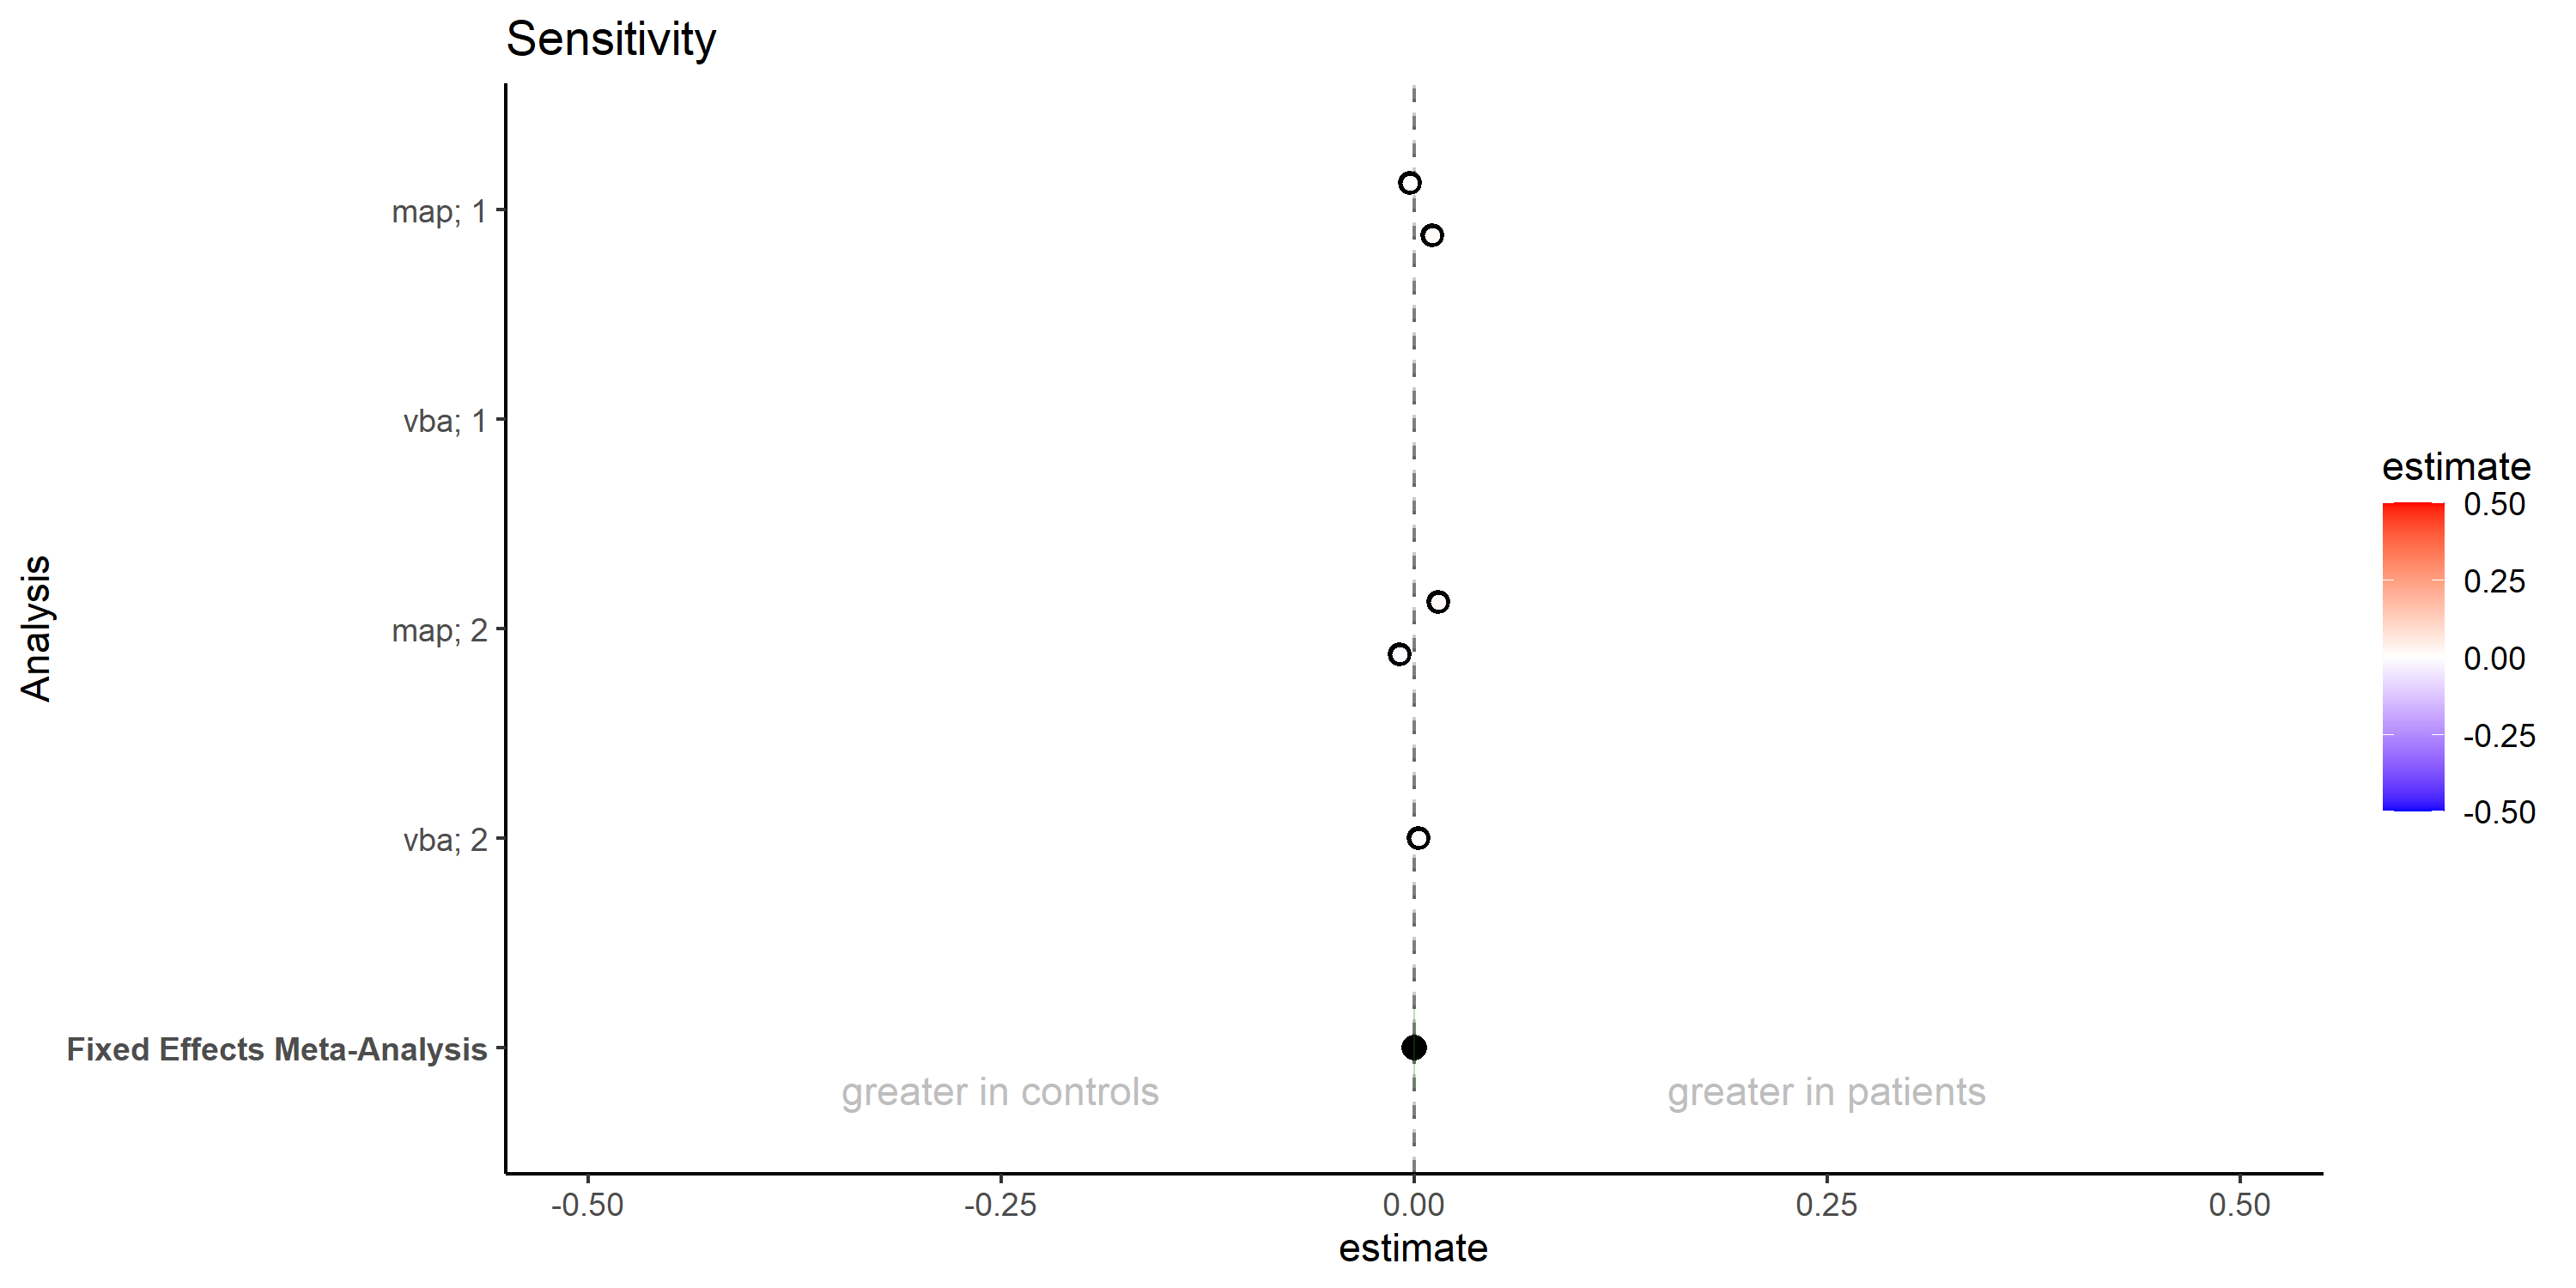 Sensitivity
Analysis
map; 1
vba; 1
map; 2
vba; 2
Fixed Effects Meta-Analysis
greater in controls
greater in patients
-0.50
-0.25
0.00
0.25
0.50
estimate
estimate
0.50
0.25
0.00
-0.25
-0.50